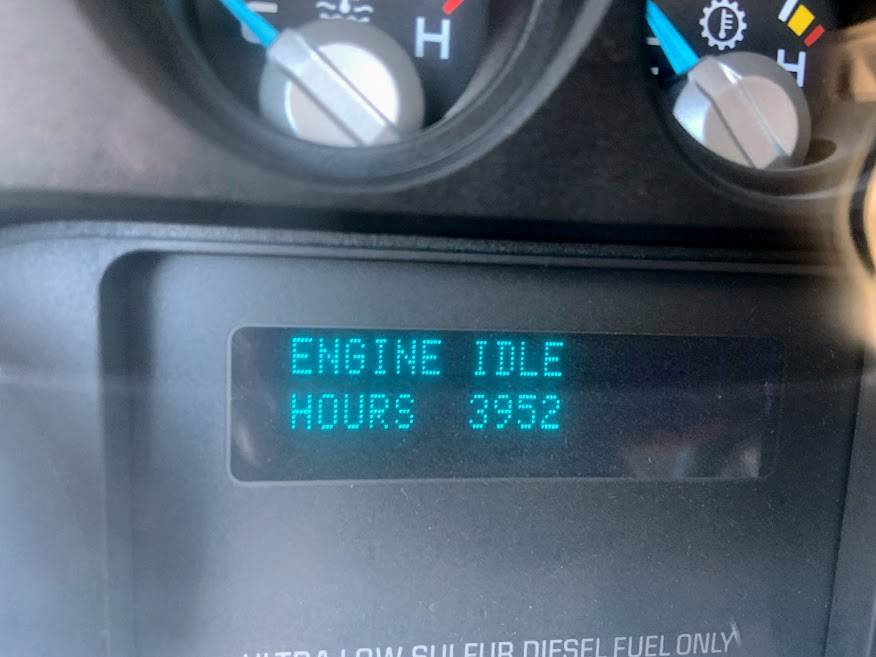 H
H
ENGINE IDLE
HOURS 3952
ULTRA LOW SULFUR DIESEL FUEL ONLY